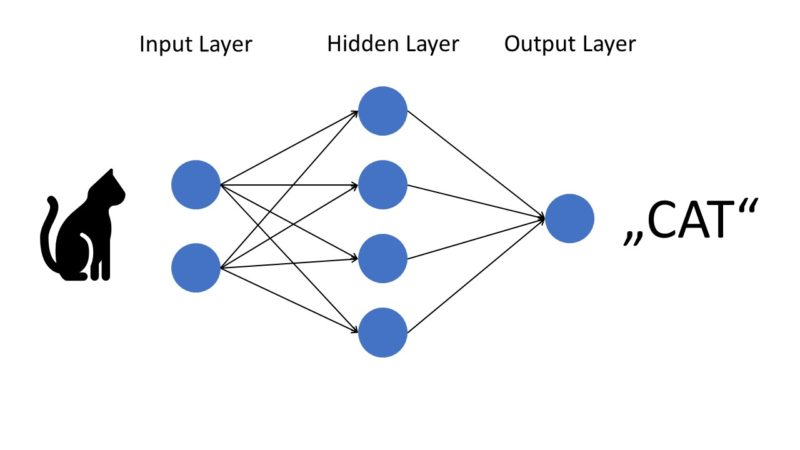 Input Layer
Hidden Layer
Output Layer
„CAT“